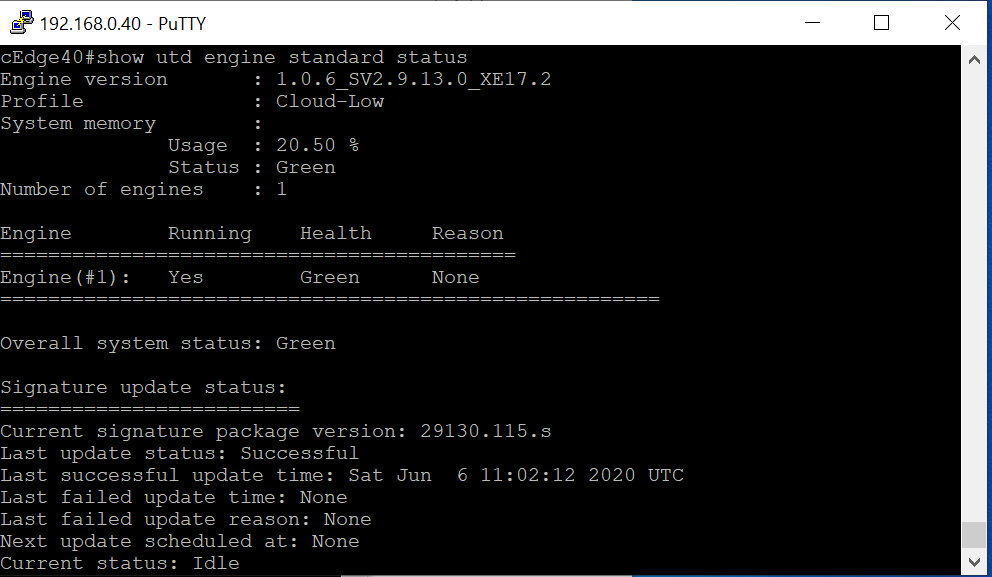 192.168.0.40 - PuTTY
cEdge40#show utd engine standard status
Engine version       : 1.0.6_SV2.9.13.0_XE17.2
Profile              : Cloud-Low
System memory        :
              Usage  : 20.50 %
              Status : Green
Number of engines    : 1
Engine        Running    Health     Reason
===========================================
Engine(#1):   Yes        Green      None
=======================================================
Overall system status: Green
Signature update status:
=========================
Current signature package version: 29130.115.s
Last update status: Successful
Last successful update time: Sat Jun  6 11:02:12 2020 UTC
Last failed update time: None
Last failed update reason: None
Next update scheduled at: None
Current status: Idle